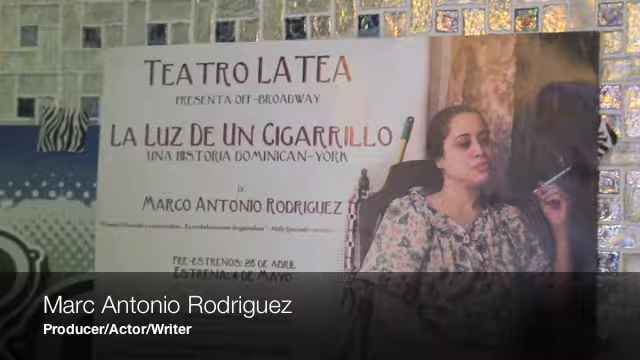 TEATRO LATEA
PRESENTA OFF-BROADWAY
LA LUZ DE UN CIGARRILLO
UNA HISTORIA DOMINICAN-YORK
DE
MARCO ANTONIO RODRIGUEZ
PRE-ESTRENOS: 28 DE ABRIL
ESTRENA: 4 DE MAYO
Marc Antonio Rodriguez
Producer/Actor/Writer